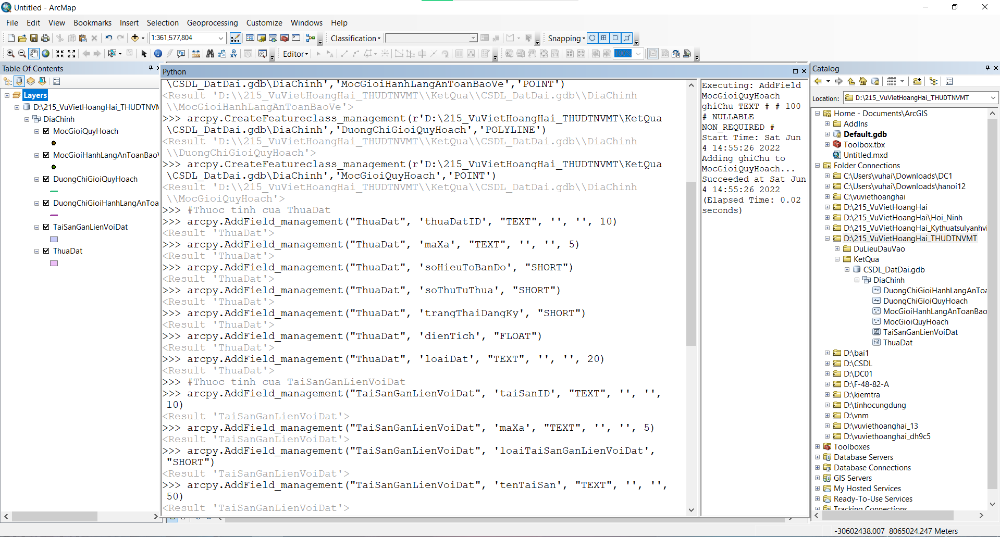 Untitled - ArcMap
File Edit View Bookmarks Insert Selection Geoprocessing Customize Windows Help
1:361,577,804
Classification
Snapping
Editor
100%
Table Of Contents
Layers
D:\215_VuVietHoangHai_THUDTNVM
DiaChinh
MocGioiQuyHoach
MocGioiHanhLangAnToanBaoV
DuongChiGioiQuyHoach
DuongChiGioiHanhLangAnToa
TaiSanGanLienVoiDat
ThuaDat
Python
\CSDL_DatDai.gdb\DiaChinh','MocGioiHanhLangAnToanBaoVe','POINT')
<Result 'D:\\215_VuVietHoangHai_THUDTNVMT\\KetQua\\CSDL_DatDai.gdb\\DiaChinh
\\MocGioiHanhLangAnToanBaoVe'>
>>> arcpy.CreateFeatureclass_management(r'D:\215_VuVietHoangHai_THUDTNVMT\KetQua
\CSDL_DatDai.gdb\DiaChinh','DuongChiGioiQuyHoach','POLYLINE')
<Result 'D:\\215_VuVietHoangHai_THUDTNVMT\\KetQua\\CSDL_DatDai.gdb\\DiaChinh
\\DuongChiGioiQuyHoach'>
>>> arcpy.CreateFeatureclass_management(r'D:\215_VuVietHoangHai_THUDTNVMT\KetQua
\CSDL_DatDai.gdb\DiaChinh','MocGioiQuyHoach','POINT')
<Result 'D:\\215_VuVietHoangHai_THUDTNVMT\\KetQua\\CSDL_DatDai.gdb\\DiaChinh
\\MocGioiQuyHoach'>
>>> #Thuoc tinh cua ThuaDat
>>> arcpy.AddField_management("ThuaDat", 'thuaDatID', "TEXT", '', '', 10)
<Result 'ThuaDat'>
>>> arcpy.AddField_management("ThuaDat", 'maXa', "TEXT", '', '', 5)
<Result 'ThuaDat'>
>>> arcpy.AddField_management("ThuaDat", 'soHieuToBanDo', "SHORT")
<Result 'ThuaDat'>
>>> arcpy.AddField_management("ThuaDat", 'soThuTuThua', "SHORT")
<Result 'ThuaDat'>
>>> arcpy.AddField_management("ThuaDat", 'trangThaiDangKy', "SHORT")
<Result 'ThuaDat'>
>>> arcpy.AddField_management("ThuaDat", 'dienTich', "FLOAT")
<Result 'ThuaDat'>
>>> arcpy.AddField_management("ThuaDat", 'loaiDat', "TEXT", '', '', 20)
<Result 'ThuaDat'>
>>> #Thuoc tinh cua TaiSanGanLienVoiDat
>>> arcpy.AddField_management("TaiSanGanLienVoiDat", 'taiSanID', "TEXT", '', '',
10)
<Result 'TaiSanGanLienVoiDat'>
>>> arcpy.AddField_management("TaiSanGanLienVoiDat", 'maXa', "TEXT", '', '', 5)
<Result 'TaiSanGanLienVoiDat'>
>>> arcpy.AddField_management("TaiSanGanLienVoiDat", 'loaiTaiSanGanLienVoiDat',
"SHORT")
<Result 'TaiSanGanLienVoiDat'>
>>> arcpy.AddField_management("TaiSanGanLienVoiDat", 'tenTaiSan', "TEXT", '', '',
50)
<Result 'TaiSanGanLienVoiDat'>
Executing: AddField
MocGioiQuyHoach
ghiChu TEXT # # 100
# NULLABLE
NON_REQUIRED #
Start Time: Sat Jun
4 14:55:26 2022
Adding ghiChu to
MocGioiQuyHoach...
Succeeded at Sat Jun
4 14:55:26 2022
(Elapsed Time: 0.02
seconds)
Catalog
Location: D:\215_VuVietHoangHai_THUDTNVMT
Home - Documents\ArcGIS
AddIns
Default.gdb
Toolbox.tbx
Untitled.mxd
Folder Connections
C:\Users\vuhai\Downloads\DC1
C:\Users\vuhai\Downloads\hanoi12
C:\vuviethoanghai
D:\215_VuVietHoangHai
D:\215_VuVietHoangHai\Hoi_Ninh
D:\215_VuVietHoangHai_Kythuatsulyanhvi
D:\215_VuVietHoangHai_THUDTNVMT
DuLieuDauVao
KetQua
CSDL_DatDai.gdb
DiaChinh
DuongChiGioiHanhLangAnToa
DuongChiGioiQuyHoach
MocGioiHanhLangAnToanBao
MocGioiQuyHoach
TaiSanGanLienVoiDat
ThuaDat
D:\bai1
D:\CSDL
D:\DC01
D:\F-48-82-A
D:\kiemtra
D:\tinhocungdung
D:\vnm
D:\vuviethoanghai_13
D:\vuviethoanghai_dh9c5
Toolboxes
Database Servers
Database Connections
GIS Servers
My Hosted Services
Ready-To-Use Services
Tracking Connections
-30602438.007 8065024.247 Meters